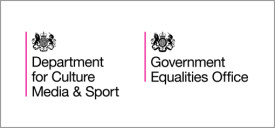 Department
for Culture
Media & Sport
Government
Equalities Office